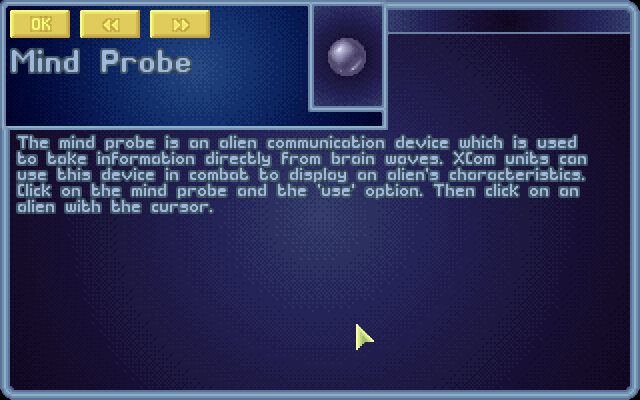 OK << >>
Mind Probe
The mind probe is an alien communication device which is used
to take information directly from brain waves. XCom units can
use this device in combat to display an alien's characteristics.
Click on the mind probe and the 'use' option. Then click on an
alien with the cursor.